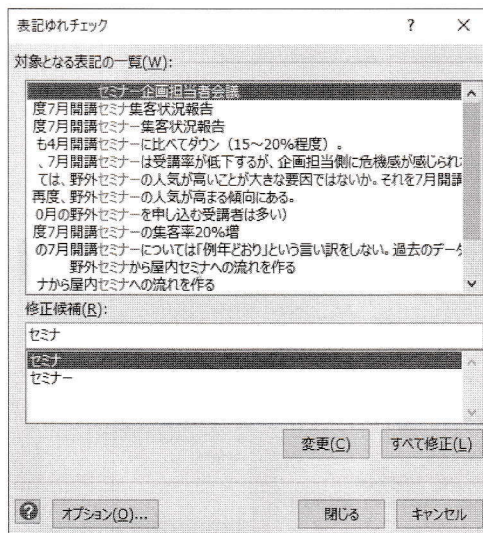 表記ゆれチェック ? ×
対象となる表記の一覧(W):
セミナー企画担当者会議
度7月開講セミナ集客状況報告
度7月開講セミナー集客状況報告
も4月開講セミナーに比べてダウン（15～20%程度）。
、7月開講セミナーは受講率が低下するが、企画担当側に危機感が感じられ
ては、野外セミナーの人気が高いことが大きな要因ではないか。それを7月開講
再度、野外セミナーの人気が高まる傾向にある。
0月の野外セミナーを申し込む受講者は多い）
度7月開講セミナーの集客率20%増
の7月開講セミナーについては「例年どおり」という言い訳をしない。過去のデータ
野外セミナから屋内セミナへの流れを作る
ナから屋内セミナへの流れを作る
修正候補(R):
セミナ
セミナ
セミナー
変更(C) すべて修正(L)
? オプション(O)... 閉じる キャンセル